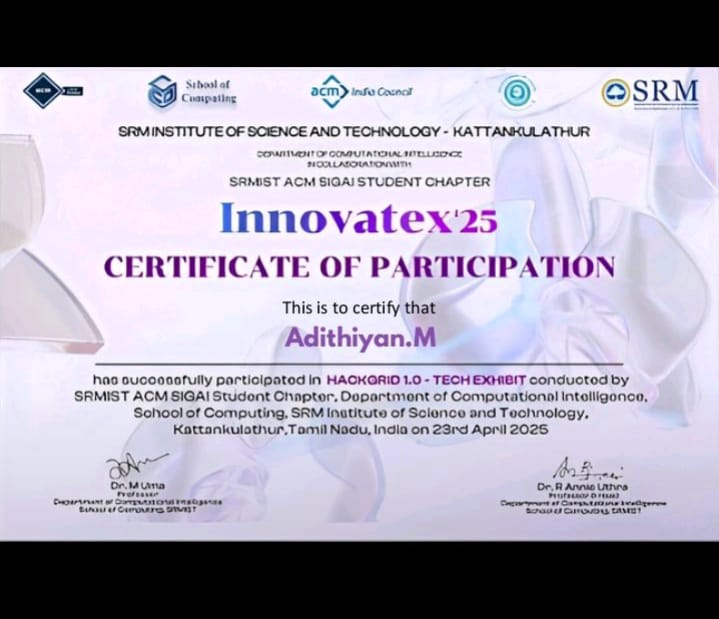 acm
School of
Computing
acm India Council
SRM
SRM INSTITUTE OF SCIENCE AND TECHNOLOGY - KATTANKULATHUR
DEPARTMENT OF COMPUTATIONAL INTELLIGENCE
IN COLLABORATION WITH
SRMIST ACM SIGAI STUDENT CHAPTER
Innovatex'25
CERTIFICATE OF PARTICIPATION
This is to certify that
Adithiyan.M
has successfully participated in HACKGRID 1.0 - TECH EXHIBIT conducted by
SRMIST ACM SIGAI Student Chapter, Department of Computational Intelligence,
School of Computing, SRM Institute of Science and Technology,
Kattankulathur,Tamil Nadu, India on 23rd April 2025
Dr. M Uma
Professor
Department of Computational Intelligence
School of Computing, SRMIST
Dr, R Annie Uthra
Professor & Head
Department of Computational Intelligence
School of Computing, SRMIST